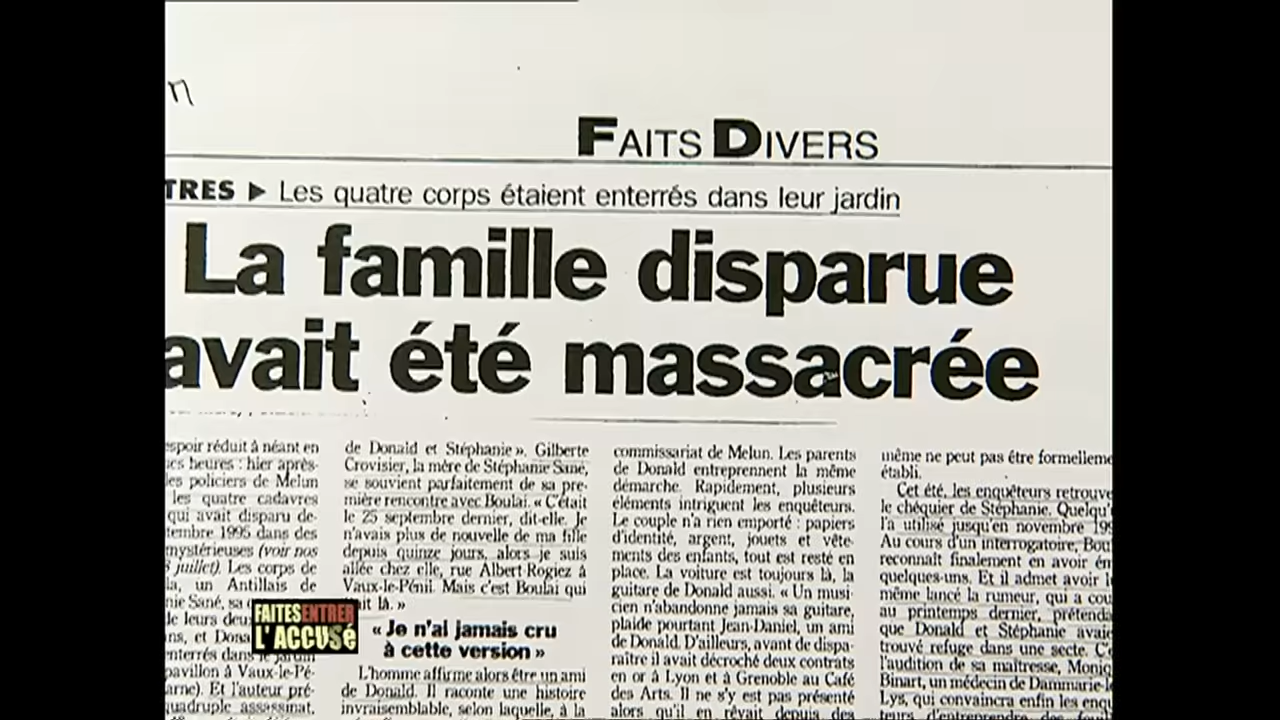 FAITS DIVERS
TRES ▶ Les quatre corps étaient enterrés dans leur jardin
La famille disparue
avait été massacrée
espoir réduit à néant en
heures : hier après-
les policiers de Melun
les quatre cadavres
qui avait disparu de-
tembre 1995 dans des
mystérieuses (voir nos
juillet). Les corps de
la, un Antillais de
nie Sané, sa
de leurs deu
ans, et Dona
enterrés dans le jardin
pavillon à Vaux-le-Pé-
arne). Et l'auteur pré-
quadruple assassinat,
de Donald et Stéphanie ». Gilberte
Crovisier, la mère de Stéphanie Sané,
se souvient parfaitement de sa pre-
mière rencontre avec Boulai. « C'était
le 25 septembre dernier, dit-elle. Je
n'avais plus de nouvelle de ma fille
depuis quinze jours, alors je suis
allée chez elle, rue Albert-Rogiez à
Vaux-le-Pénil. Mais c'est Boulai qui
ait là. »
« Je n'ai jamais cru
à cette version »
L'homme affirme alors être un ami
de Donald. Il raconte une histoire
invraisemblable, selon laquelle, à la
commissariat de Melun. Les parents
de Donald entreprennent la même
démarche. Rapidement, plusieurs
éléments intriguent les enquêteurs.
Le couple n'a rien emporté : papiers
d'identité, argent, jouets et vête-
ments des enfants, tout est resté en
place. La voiture est toujours là, la
guitare de Donald aussi. « Un musi-
cien n'abandonne jamais sa guitare,
plaide pourtant Jean-Daniel, un ami
de Donald. D'ailleurs, avant de dispa-
raître il avait décroché deux contrats
en or à Lyon et à Grenoble au Café
des Arts. Il ne s'y est pas présenté
alors qu'il en rêvait depuis des
même ne peut pas être formelleme
établi.
Cet été, les enquêteurs retrouve
le chéquier de Stéphanie. Quelqu'
l'a utilisé jusqu'en novembre 199
Au cours d'un interrogatoire, Bou
reconnaît finalement en avoir ém
quelques-uns. Et il admet avoir l
même lancé la rumeur, qui a cou
au printemps dernier, prétenda
que Donald et Stéphanie avaie
trouvé refuge dans une secte. C'
l'audition de sa maîtresse, Moniq
Binart, un médecin de Dammarie-l
Lys, qui convaincra enfin les enq
FAITES ENTRER
L'ACCUSÉ